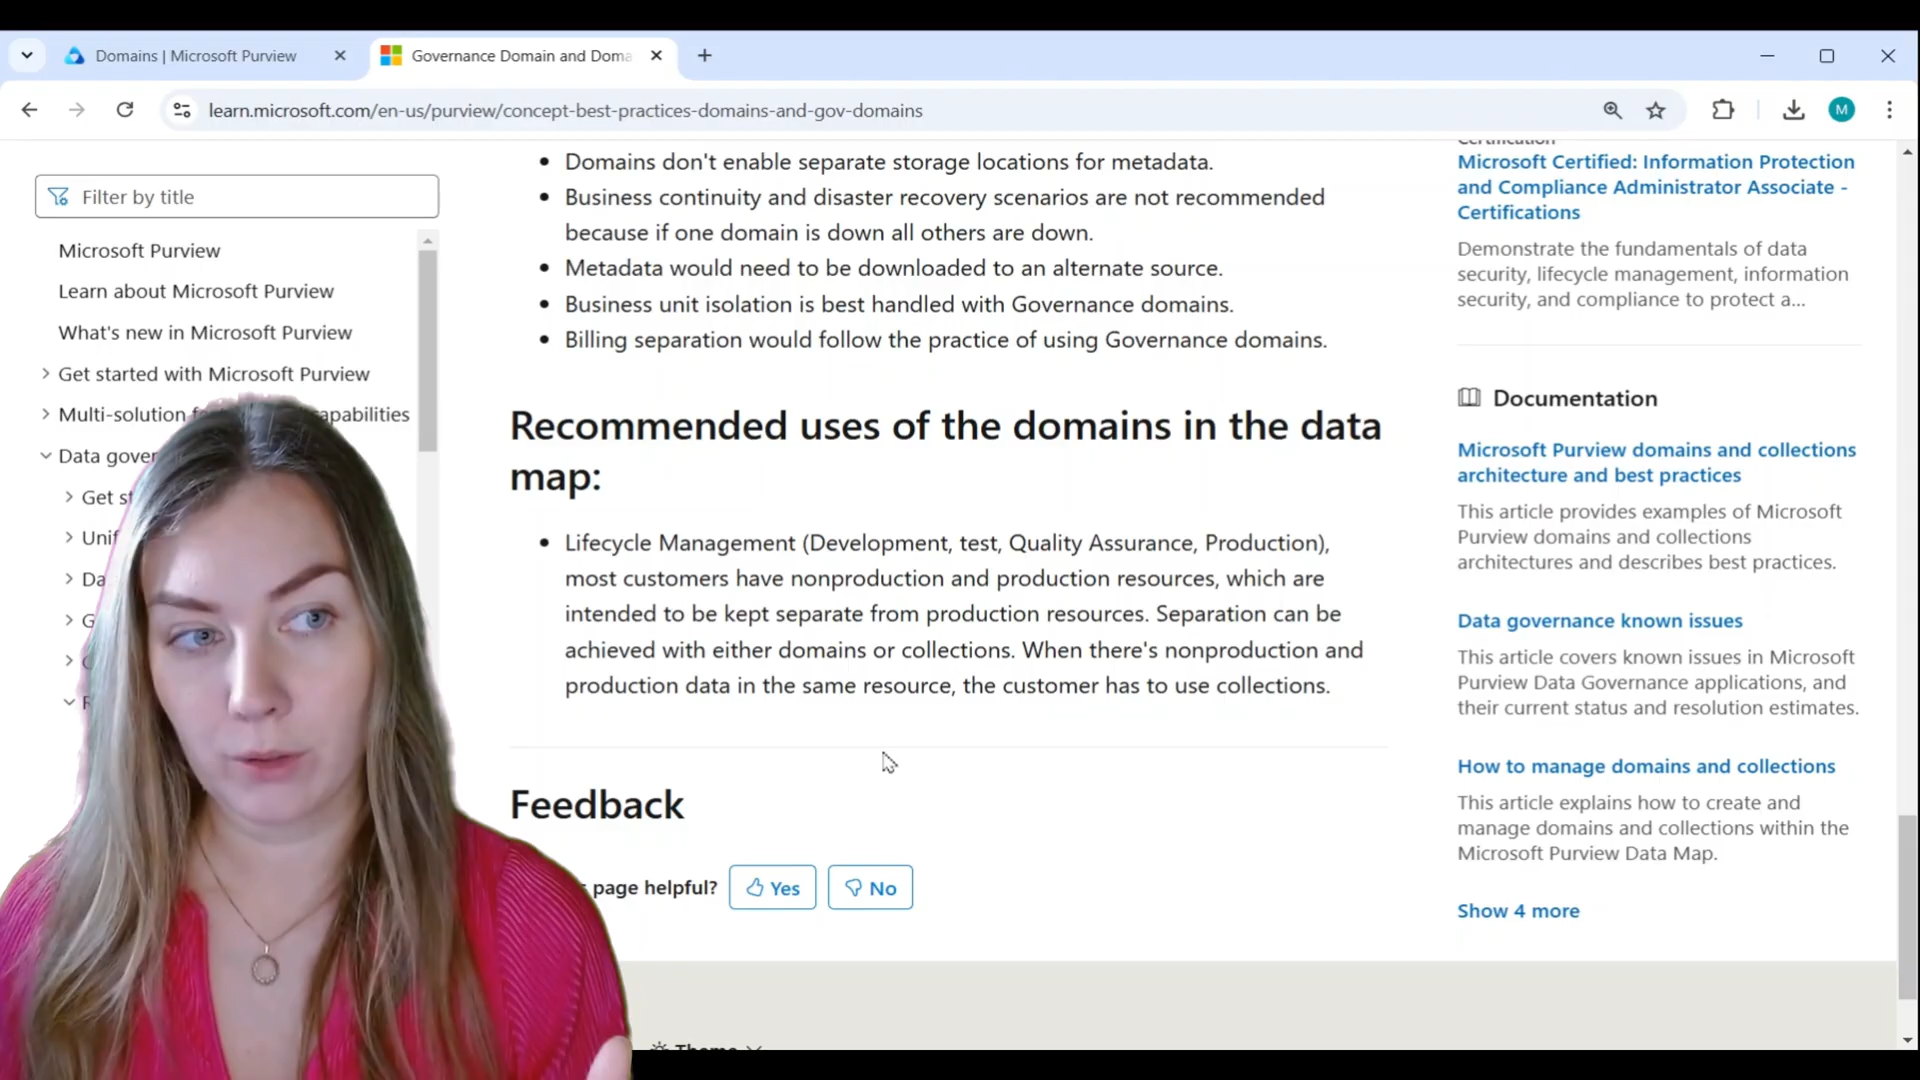 Domains | Microsoft Purview
Governance Domain and Doma
learn.microsoft.com/en-us/purview/concept-best-practices-domains-and-gov-domains
M
Filter by title
Microsoft Purview
Learn about Microsoft Purview
What's new in Microsoft Purview
Get started with Microsoft Purview
Multi-solution capabilities
Data gover
Get st
Unif
Da
G
• Domains don't enable separate storage locations for metadata.
• Business continuity and disaster recovery scenarios are not recommended
because if one domain is down all others are down.
• Metadata would need to be downloaded to an alternate source.
• Business unit isolation is best handled with Governance domains.
• Billing separation would follow the practice of using Governance domains.
Recommended uses of the domains in the data
map:
• Lifecycle Management (Development, test, Quality Assurance, Production),
most customers have nonproduction and production resources, which are
intended to be kept separate from production resources. Separation can be
achieved with either domains or collections. When there's nonproduction and
production data in the same resource, the customer has to use collections.
Feedback
page helpful?
Yes
No
Theme
Certification
Microsoft Certified: Information Protection
and Compliance Administrator Associate -
Certifications
Demonstrate the fundamentals of data
security, lifecycle management, information
security, and compliance to protect a...
Documentation
Microsoft Purview domains and collections
architecture and best practices
This article provides examples of Microsoft
Purview domains and collections
architectures and describes best practices.
Data governance known issues
This article covers known issues in Microsoft
Purview Data Governance applications, and
their current status and resolution estimates.
How to manage domains and collections
This article explains how to create and
manage domains and collections within the
Microsoft Purview Data Map.
Show 4 more